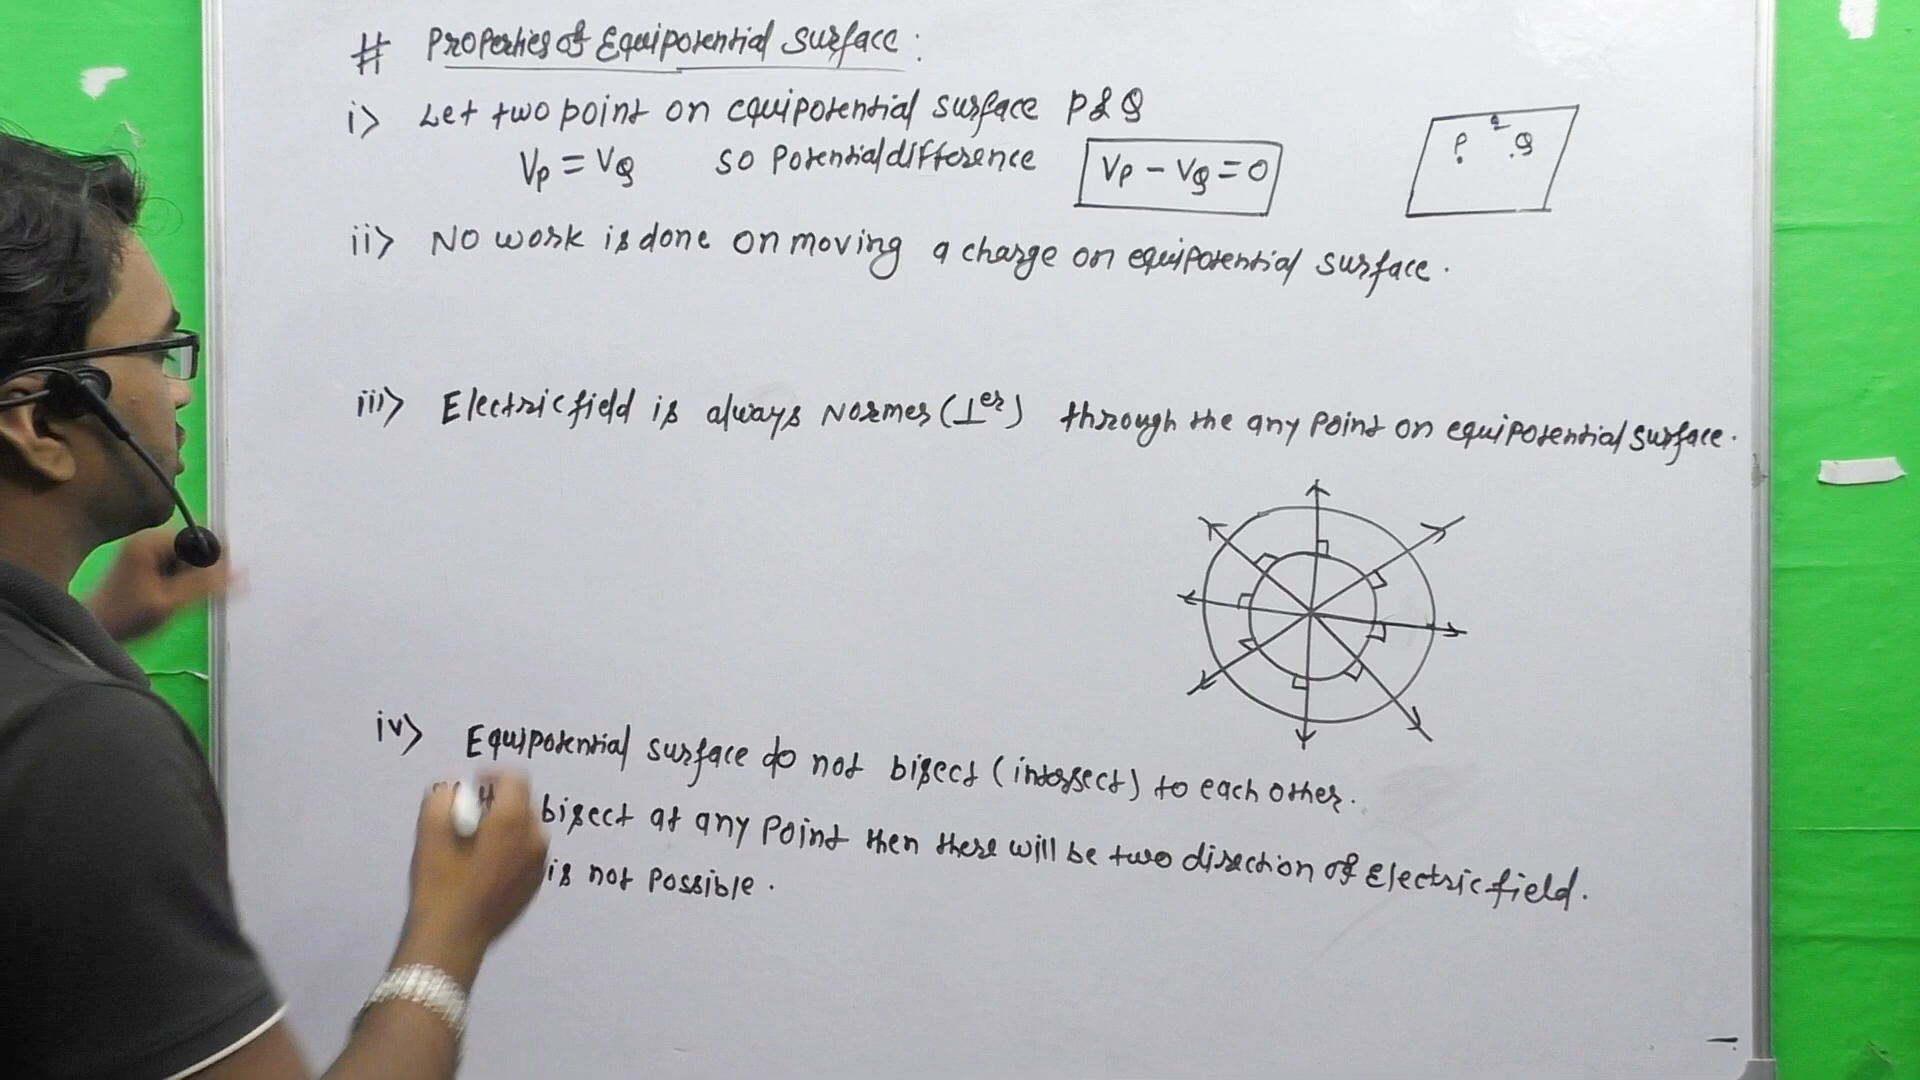 # Properties of Equipotential Surface :
i> Let two point on equipotential surface P & Q
Vp = VQ so Potential difference Vp - VQ = 0
P q Q
ii> No work is done on moving a charge on equipotential surface.
iii> Electric field is always Normer (⊥er) through the any point on equipotential surface.
iv> Equipotential surface do not bisect (intersect) to each other.
bisect at any point then there will be two direction of electric field.
is not possible.